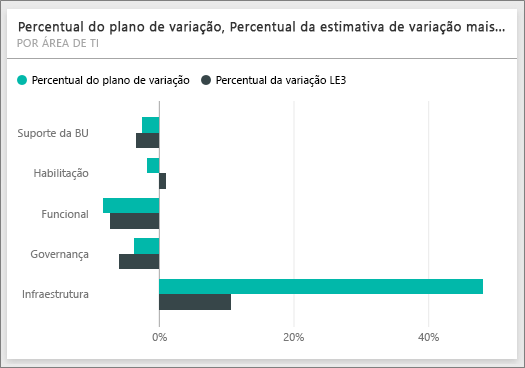 Percentual do plano de variação, Percentual da estimativa de variação mais...
POR ÁREA DE TI
Percentual do plano de variação Percentual da variação LE3
Suporte da BU
Habilitação
Funcional
Governança
Infraestrutura
0% 20% 40%